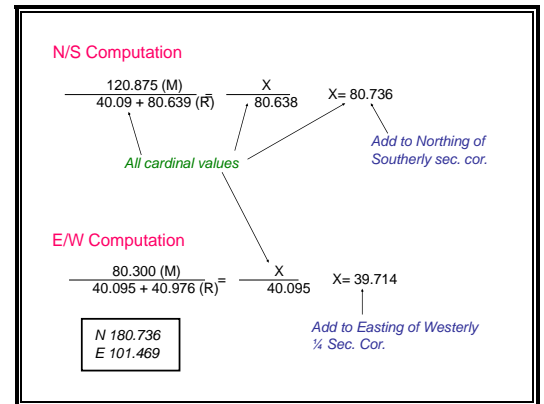 N/S Computation
120.875 (M) = X
40.09 + 80.639 (R) 80.638 X= 80.736
Add to Northing of
Southerly sec. cor.
All cardinal values
E/W Computation
80.300 (M) = X
40.095 + 40.976 (R) 40.095 X= 39.714
N 180.736
E 101.469
Add to Easting of Westerly
¼ Sec. Cor.